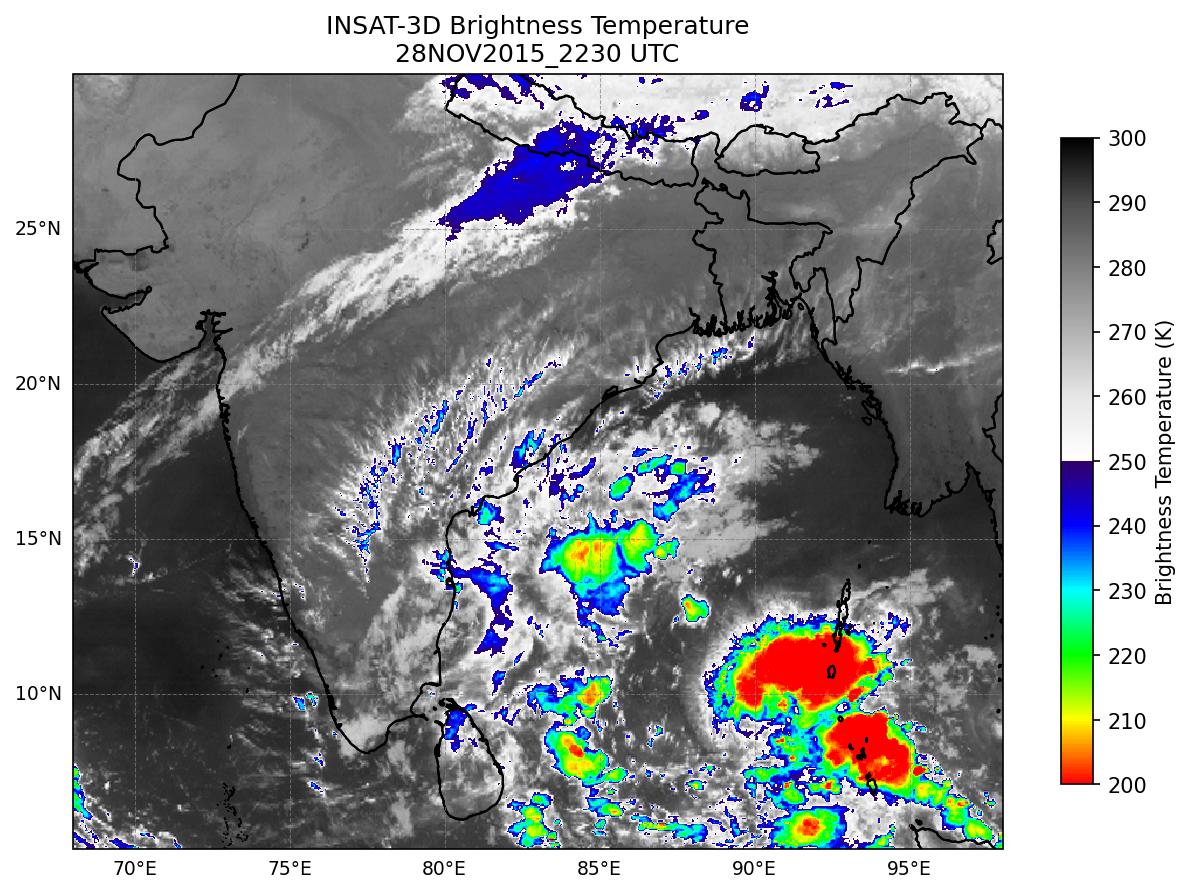 INSAT-3D Brightness Temperature
28NOV2015_2230 UTC
25°N
20°N
15°N
10°N
70°E
75°E
80°E
85°E
90°E
95°E
300
290
280
270
260
250
240
230
220
210
200
Brightness Temperature (K)